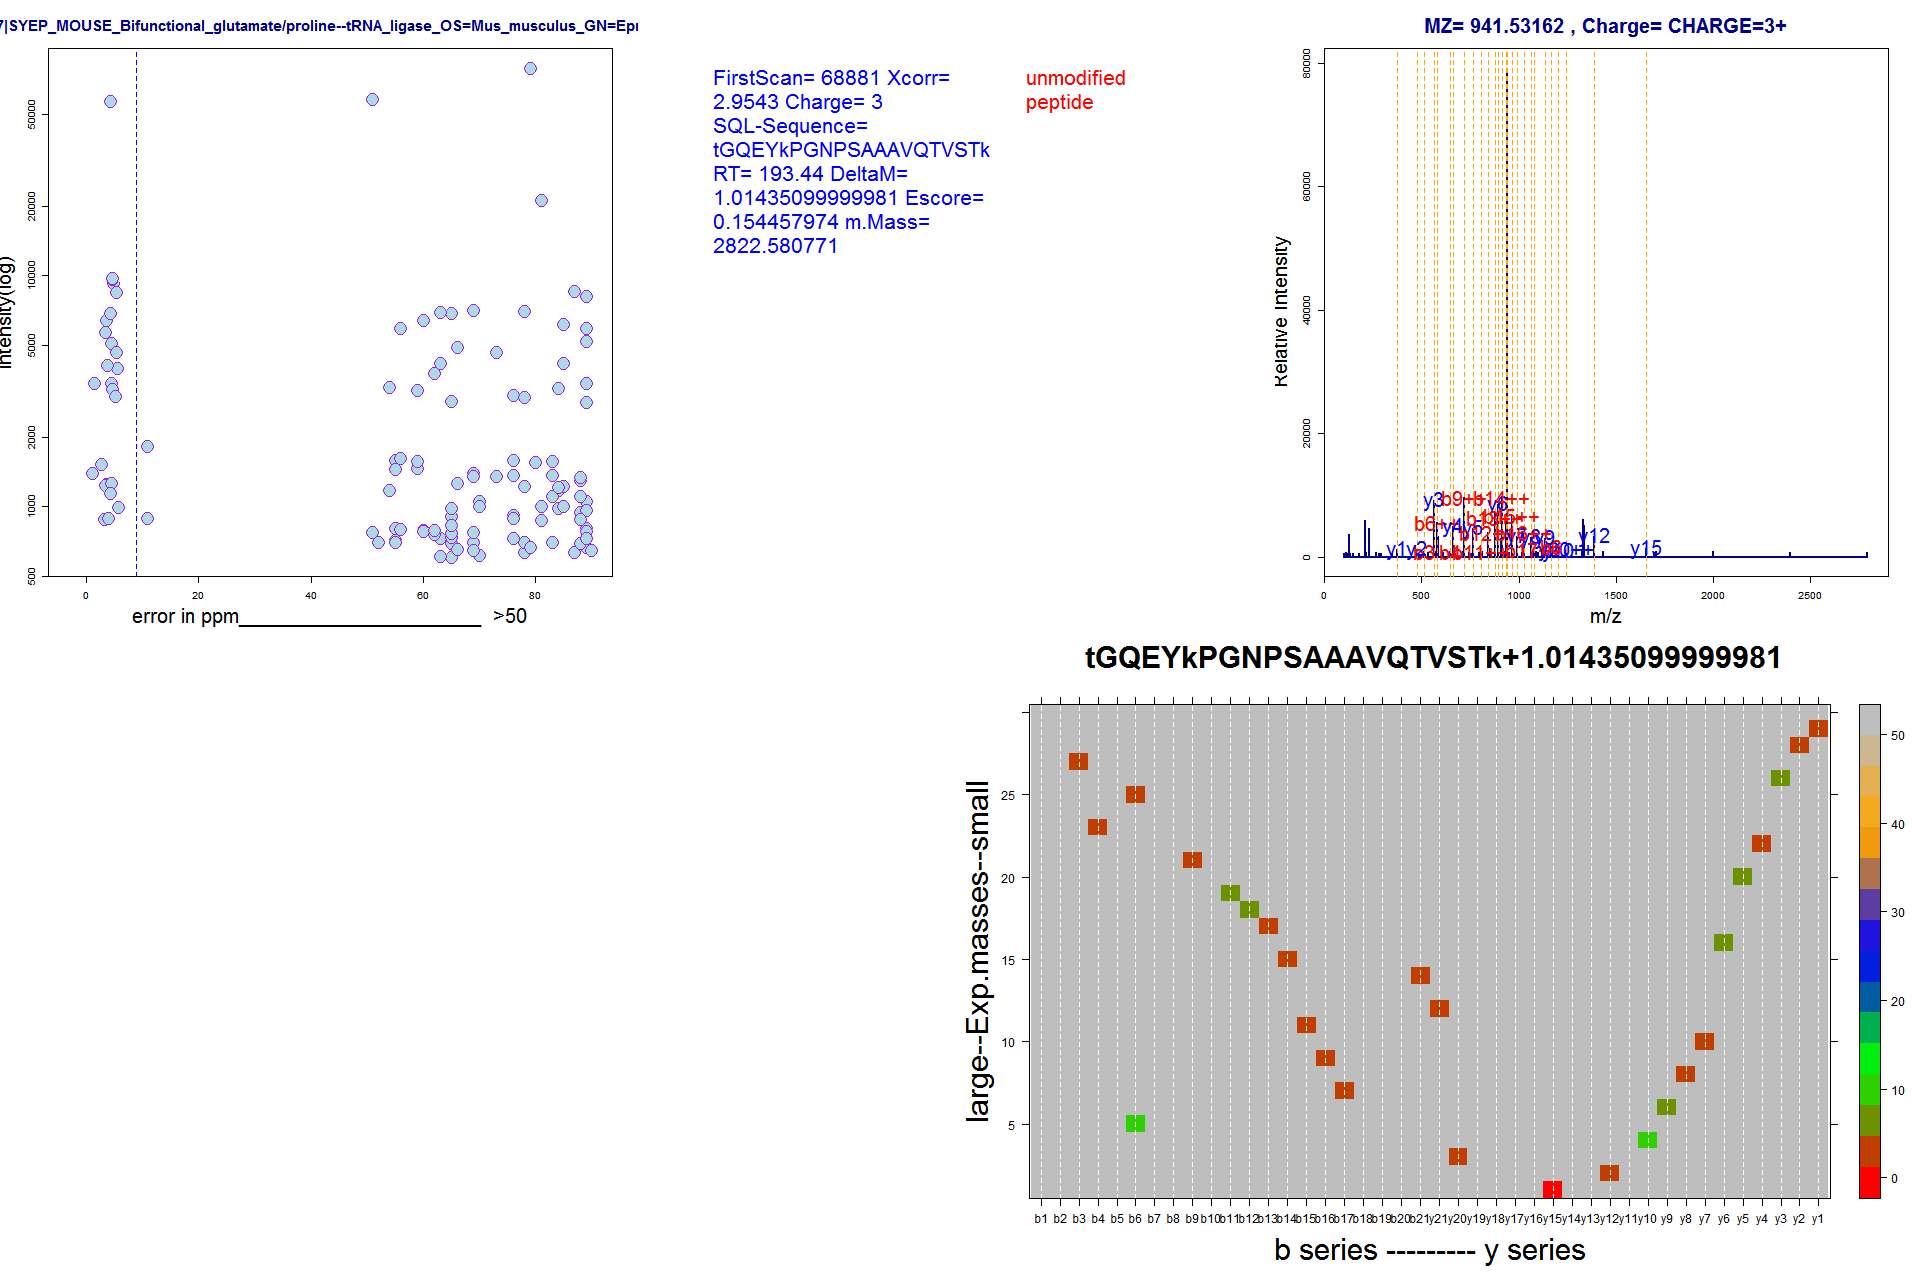 7|SYEP_MOUSE_Bifunctional_glutamate/proline--tRNA_ligase_OS=Mus_musculus_GN=Epr
intensity(log)
50000
20000
10000
5000
2000
1000
500
0 20 40 60 80
error in ppm______________________ >50
FirstScan= 68881 Xcorr=
2.9543 Charge= 3
SQL-Sequence=
tGQEYkPGNPSAAAVQTVSTk
RT= 193.44 DeltaM=
1.01435099999981 Escore=
0.154457974 m.Mass=
2822.580771
unmodified
peptide
MZ= 941.53162 , Charge= CHARGE=3+
Relative Intensity
80000
60000
40000
20000
0
y3
y12
y15
y1
y2
0 500 1000 1500 2000 2500
m/z
tGQEYkPGNPSAAAVQTVSTk+1.01435099999981
large--Exp.masses--small
25
20
15
10
5
b1 b2 b3 b4 b5 b6 b7 b8 b9 b10 b11 b12 b13 b14 b15 b16 b17 b18 b19 b20 b21 y21 y20 y19 y18 y17 y16 y15 y14 y13 y12 y11 y10 y9 y8 y7 y6 y5 y4 y3 y2 y1
b series --------- y series
50
40
30
20
10
0